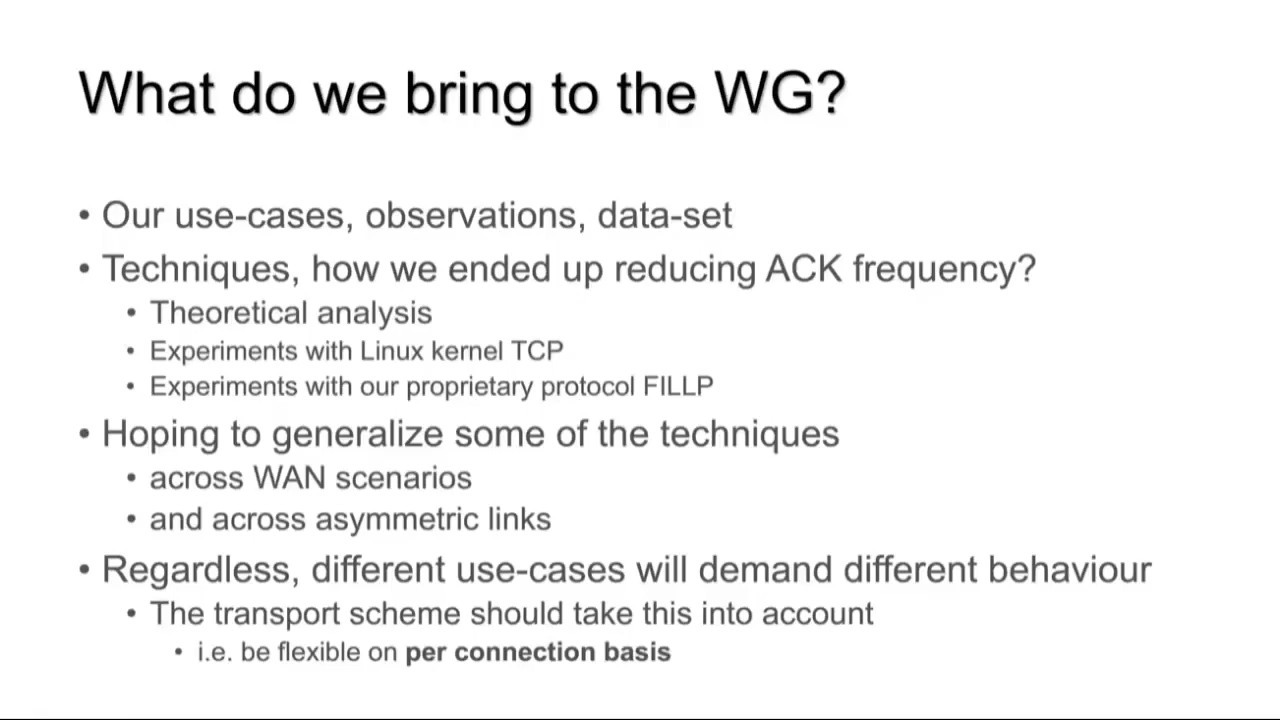 What do we bring to the WG?
• Our use-cases, observations, data-set
• Techniques, how we ended up reducing ACK frequency?
• Theoretical analysis
• Experiments with Linux kernel TCP
• Experiments with our proprietary protocol FILLP
• Hoping to generalize some of the techniques
• across WAN scenarios
• and across asymmetric links
• Regardless, different use-cases will demand different behaviour
• The transport scheme should take this into account
• i.e. be flexible on per connection basis